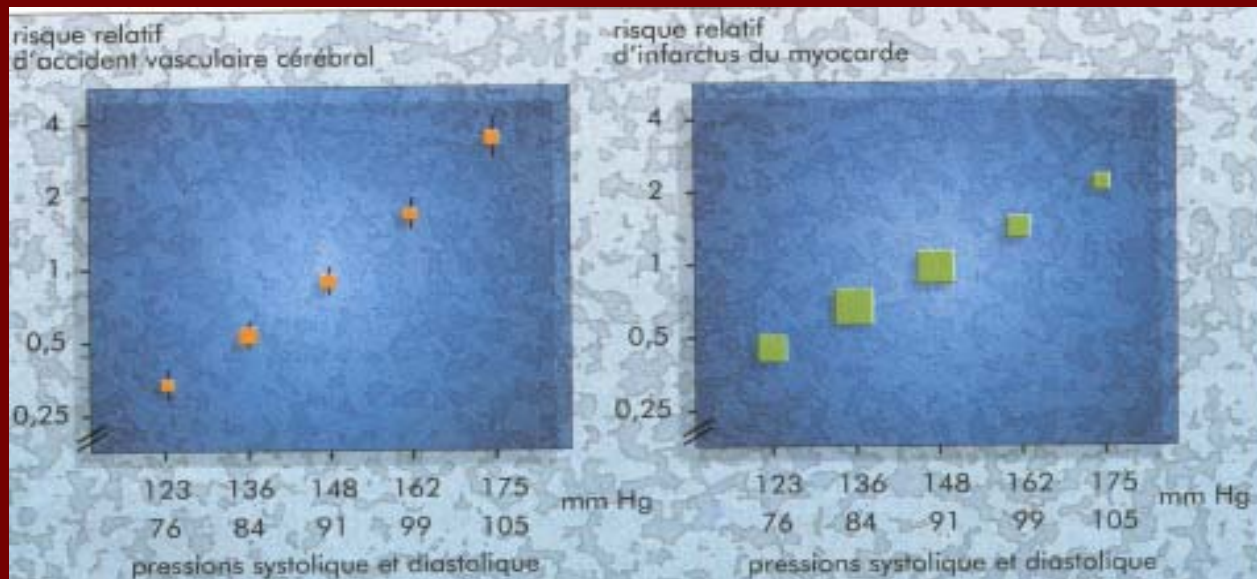 risque relatif
d'accident vasculaire cérébral
4
2
1
0,5
0,25
123 136 148 162 175 mm Hg
76 84 91 99 105
pressions systolique et diastolique
risque relatif
d'infarctus du myocarde
4
2
1
0,5
0,25
123 136 148 162 175 mm Hg
76 84 91 99 105
pressions systolique et diastolique